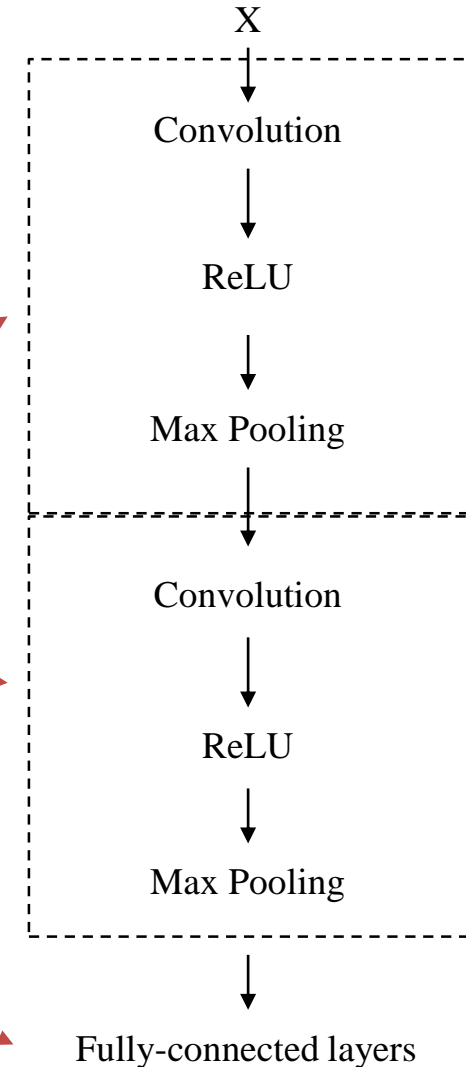 X
Convolution
ReLU
Max Pooling
Convolution
ReLU
Max Pooling
Fully-connected layers